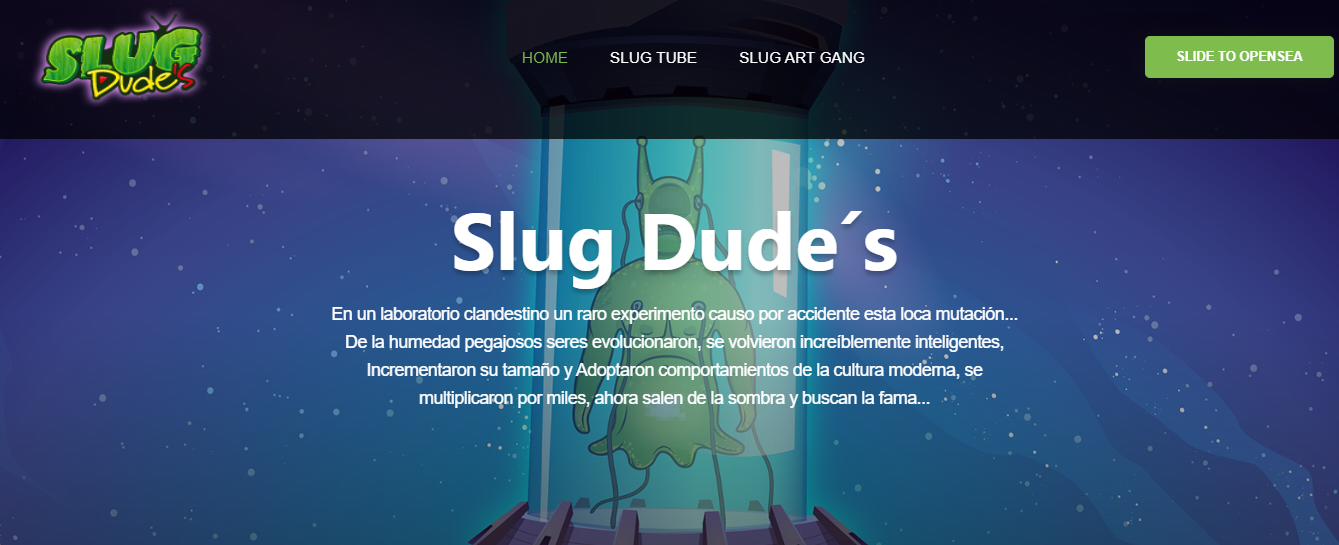 SLUG
Dude's
HOME SLUG TUBE SLUG ART GANG SLIDE TO OPENSEA
Slug Dude´s
En un laboratorio clandestino un raro experimento causo por accidente esta loca mutación...
De la humedad pegajosos seres evolucionaron, se volvieron increíblemente inteligentes,
Incrementaron su tamaño y Adoptaron comportamientos de la cultura moderna, se
multiplicaron por miles, ahora salen de la sombra y buscan la fama...